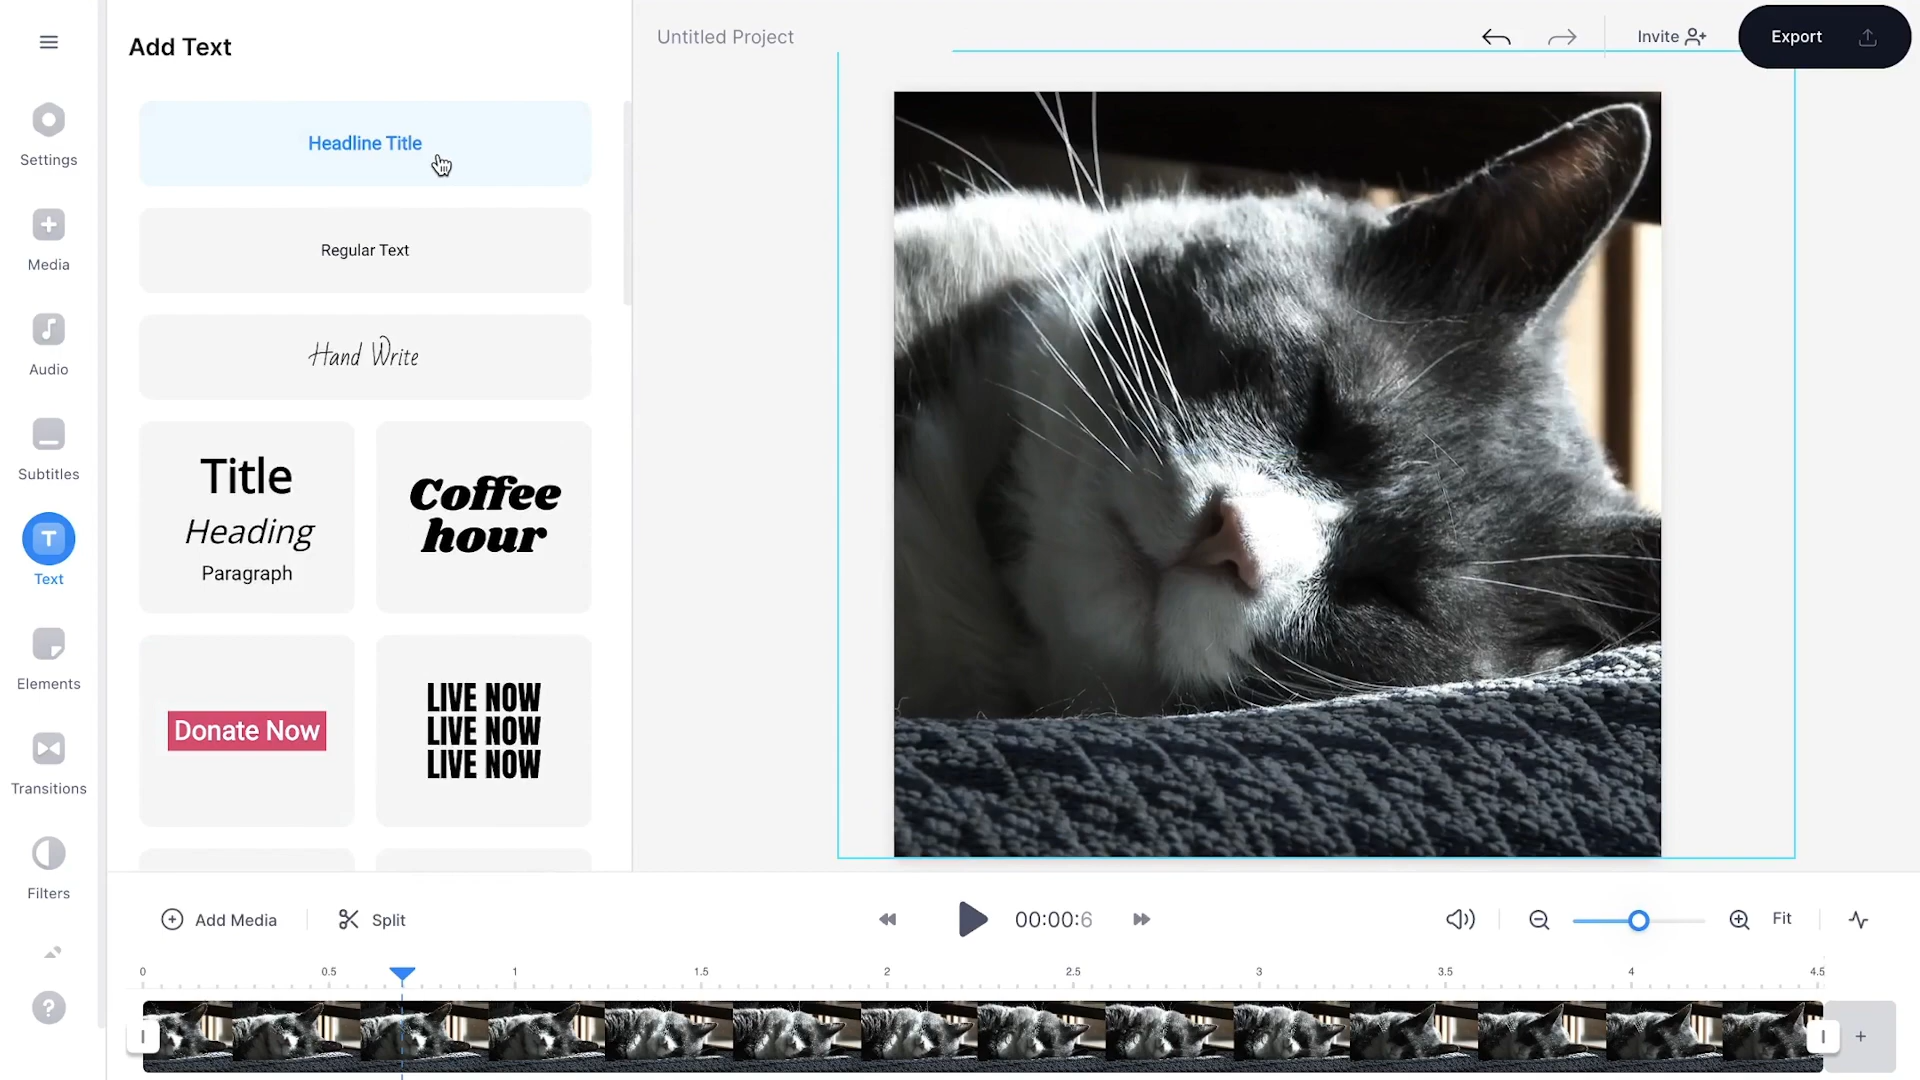 Add Text
Untitled Project
Invite
Export
Settings
Media
Audio
Subtitles
T
Text
Elements
Transitions
Filters
?
Headline Title
Regular Text
Hand Write
Title
Heading
Paragraph
Coffee
hour
Donate Now
LIVE NOW
LIVE NOW
LIVE NOW
Add Media
Split
00:00:6
Fit
0
0.5
1
1.5
2
2.5
3
3.5
4
4.5
+